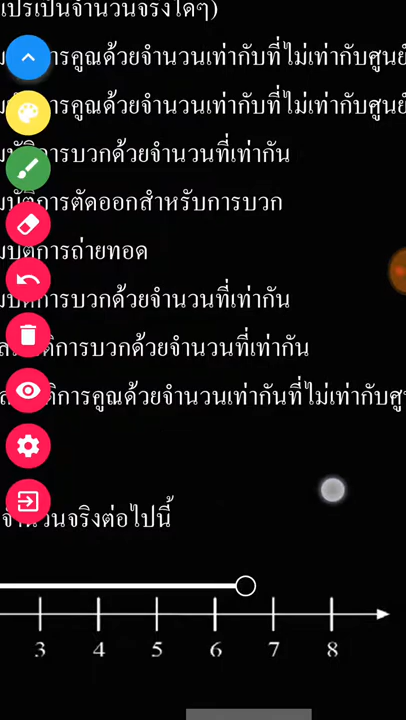 เปรเป็นจำนวนจริงใดๆ)
การคูณด้วยจำนวนเท่ากับที่ไม่เท่ากับศูนย์
การคูณด้วยจำนวนเท่ากับที่ไม่เท่ากับศูนย์
การบวกด้วยจำนวนที่เท่ากัน
การตัดออกสำหรับการบวก
การถ่ายทอด
การบวกด้วยจำนวนที่เท่ากัน
การบวกด้วยจำนวนที่เท่ากัน
การคูณด้วยจำนวนเท่ากันที่ไม่เท่ากับศู
จำนวนจริงต่อไปนี้
3 4 5 6 7 8